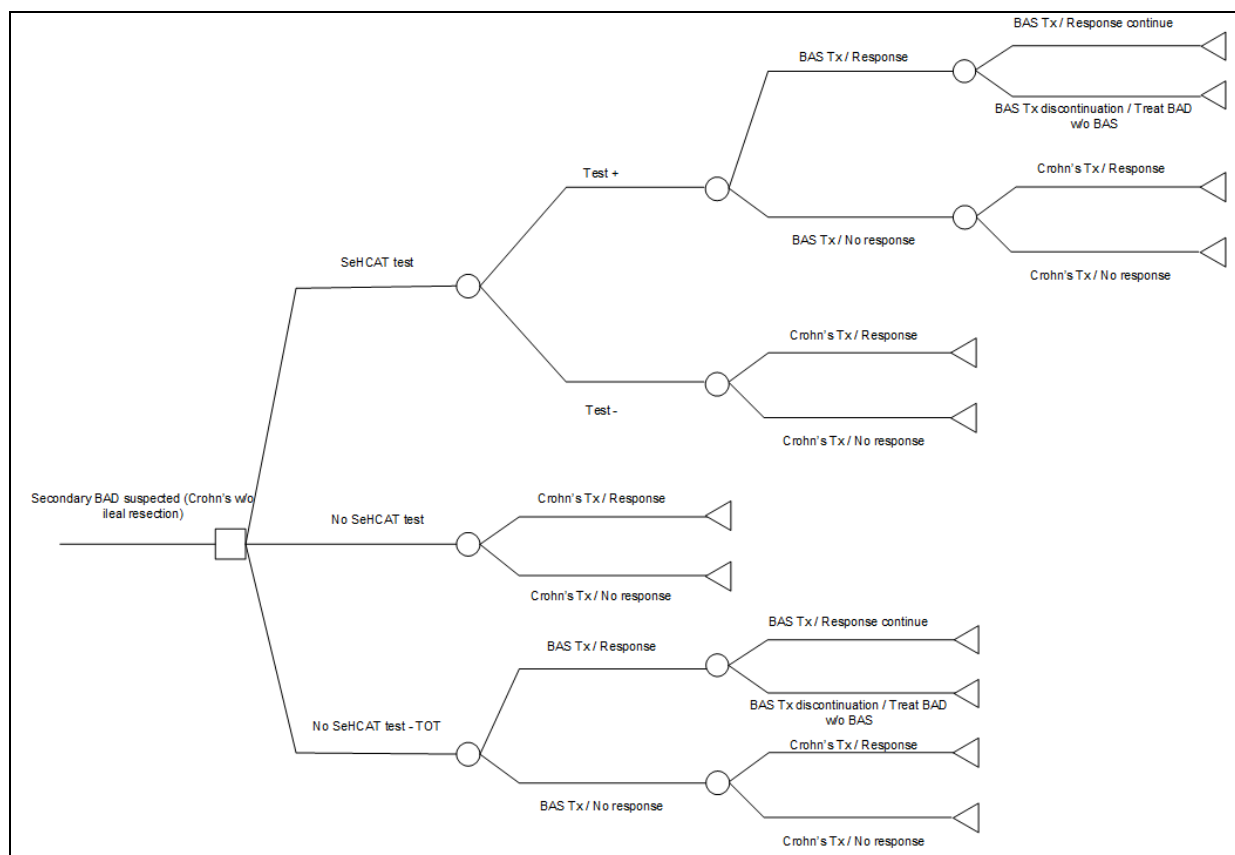 BAS Tx / Response continue
BAS Tx / Response
BAS Tx discontinuation / Treat BAD
w/o BAS
Crohn's Tx / Response
Test +
BAS Tx / No response
SeHCAT test
Crohn's Tx / No response
Crohn's Tx / Response
Test -
Crohn's Tx / No response
Secondary BAD suspected (Crohn's w/o
ileal resection)
Crohn's Tx / Response
No SeHCAT test
Crohn's Tx / No response
BAS Tx / Response continue
BAS Tx / Response
BAS Tx discontinuation / Treat BAD
w/o BAS
No SeHCAT test - TOT
Crohn's Tx / Response
BAS Tx / No response
Crohn's Tx / No response